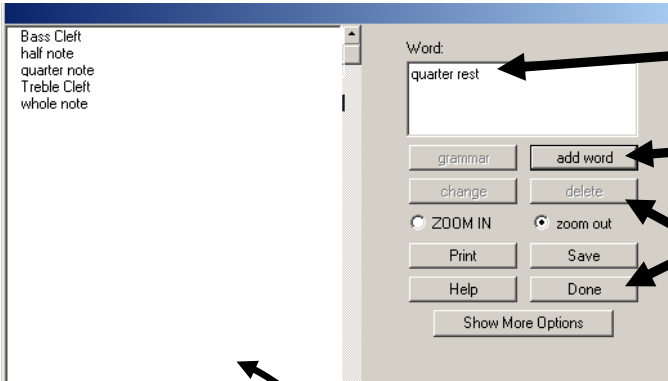 Bass Cleft
half note
quarter note
Treble Cleft
whole note
Word:
quarter rest
grammar add word
change delete
ZOOM IN zoom out
Print Save
Help Done
Show More Options